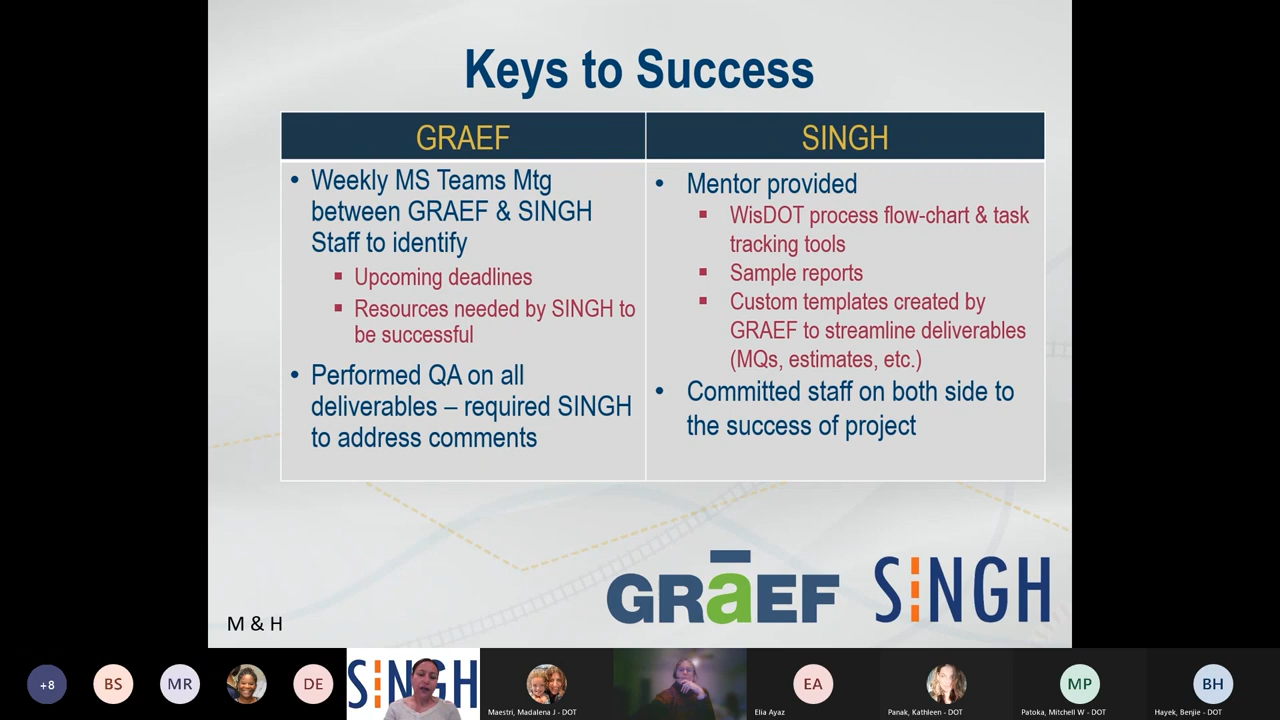 Keys to Success
GRAEF
• Weekly MS Teams Mtg
between GRAEF & SINGH
Staff to identify
▪ Upcoming deadlines
▪ Resources needed by SINGH to
be successful
• Performed QA on all
deliverables – required SINGH
to address comments
SINGH
• Mentor provided
▪ WisDOT process flow-chart & task
tracking tools
▪ Sample reports
▪ Custom templates created by
GRAEF to streamline deliverables
(MQs, estimates, etc.)
• Committed staff on both side to
the success of project
GRAEF
SINGH
M & H
+8
BS
MR
DE
SINGH
Maestri, Madalena J - DOT
EA
Elia Ayaz
Panak, Kathleen - DOT
MP
Patoka, Mitchell W - DOT
BH
Hayek, Benjie - DOT